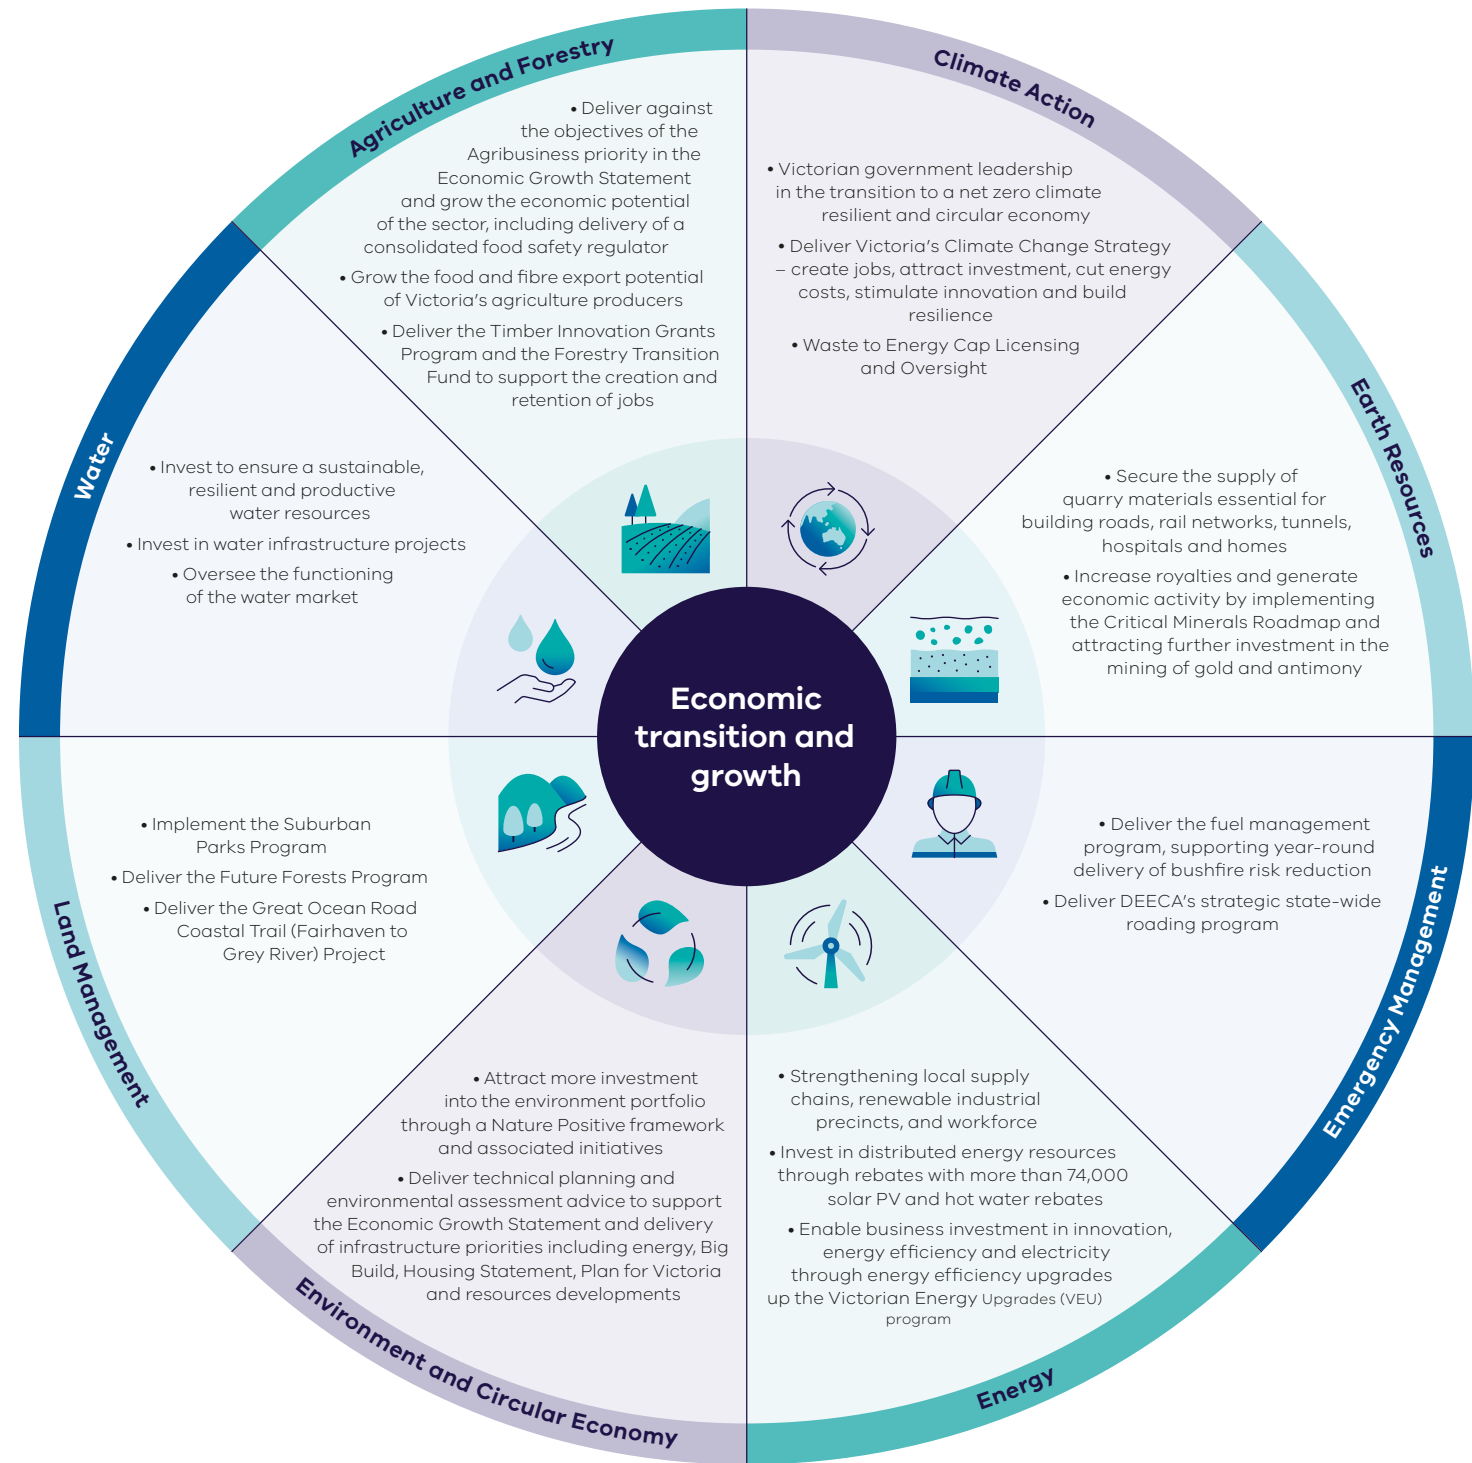 Economic
transition and
growth
Climate Action
• Victorian government leadership
in the transition to a net zero climate
resilient and circular economy
• Deliver Victoria's Climate Change Strategy
– create jobs, attract investment, cut energy
costs, stimulate innovation and build
resilience
• Waste to Energy Cap Licensing
and Oversight
Earth Resources
• Secure the supply of
quarry materials essential for
building roads, rail networks, tunnels,
hospitals and homes
• Increase royalties and generate
economic activity by implementing
the Critical Minerals Roadmap and
attracting further investment in the
mining of gold and antimony
Emergency Management
• Deliver the fuel management
program, supporting year-round
delivery of bushfire risk reduction
• Deliver DEECA's strategic state-wide
roading program
Energy
• Strengthening local supply
chains, renewable industrial
precincts, and workforce
• Invest in distributed energy resources
through rebates with more than 74,000
solar PV and hot water rebates
• Enable business investment in innovation,
energy efficiency and electricity
through energy efficiency upgrades
up the Victorian Energy Upgrades (VEU)
program
Environment and Circular Economy
• Attract more investment
into the environment portfolio
through a Nature Positive framework
and associated initiatives
• Deliver technical planning and
environmental assessment advice to support
the Economic Growth Statement and delivery
of infrastructure priorities including energy, Big
Build, Housing Statement, Plan for Victoria
and resources developments
Land Management
• Implement the Suburban
Parks Program
• Deliver the Future Forests Program
• Deliver the Great Ocean Road
Coastal Trail (Fairhaven to
Grey River) Project
Water
• Invest to ensure a sustainable,
resilient and productive
water resources
• Invest in water infrastructure projects
• Oversee the functioning
of the water market
Agriculture and Forestry
• Deliver against
the objectives of the
Agribusiness priority in the
Economic Growth Statement
and grow the economic potential
of the sector, including delivery of a
consolidated food safety regulator
• Grow the food and fibre export potential
of Victoria's agriculture producers
• Deliver the Timber Innovation Grants
Program and the Forestry Transition
Fund to support the creation and
retention of jobs